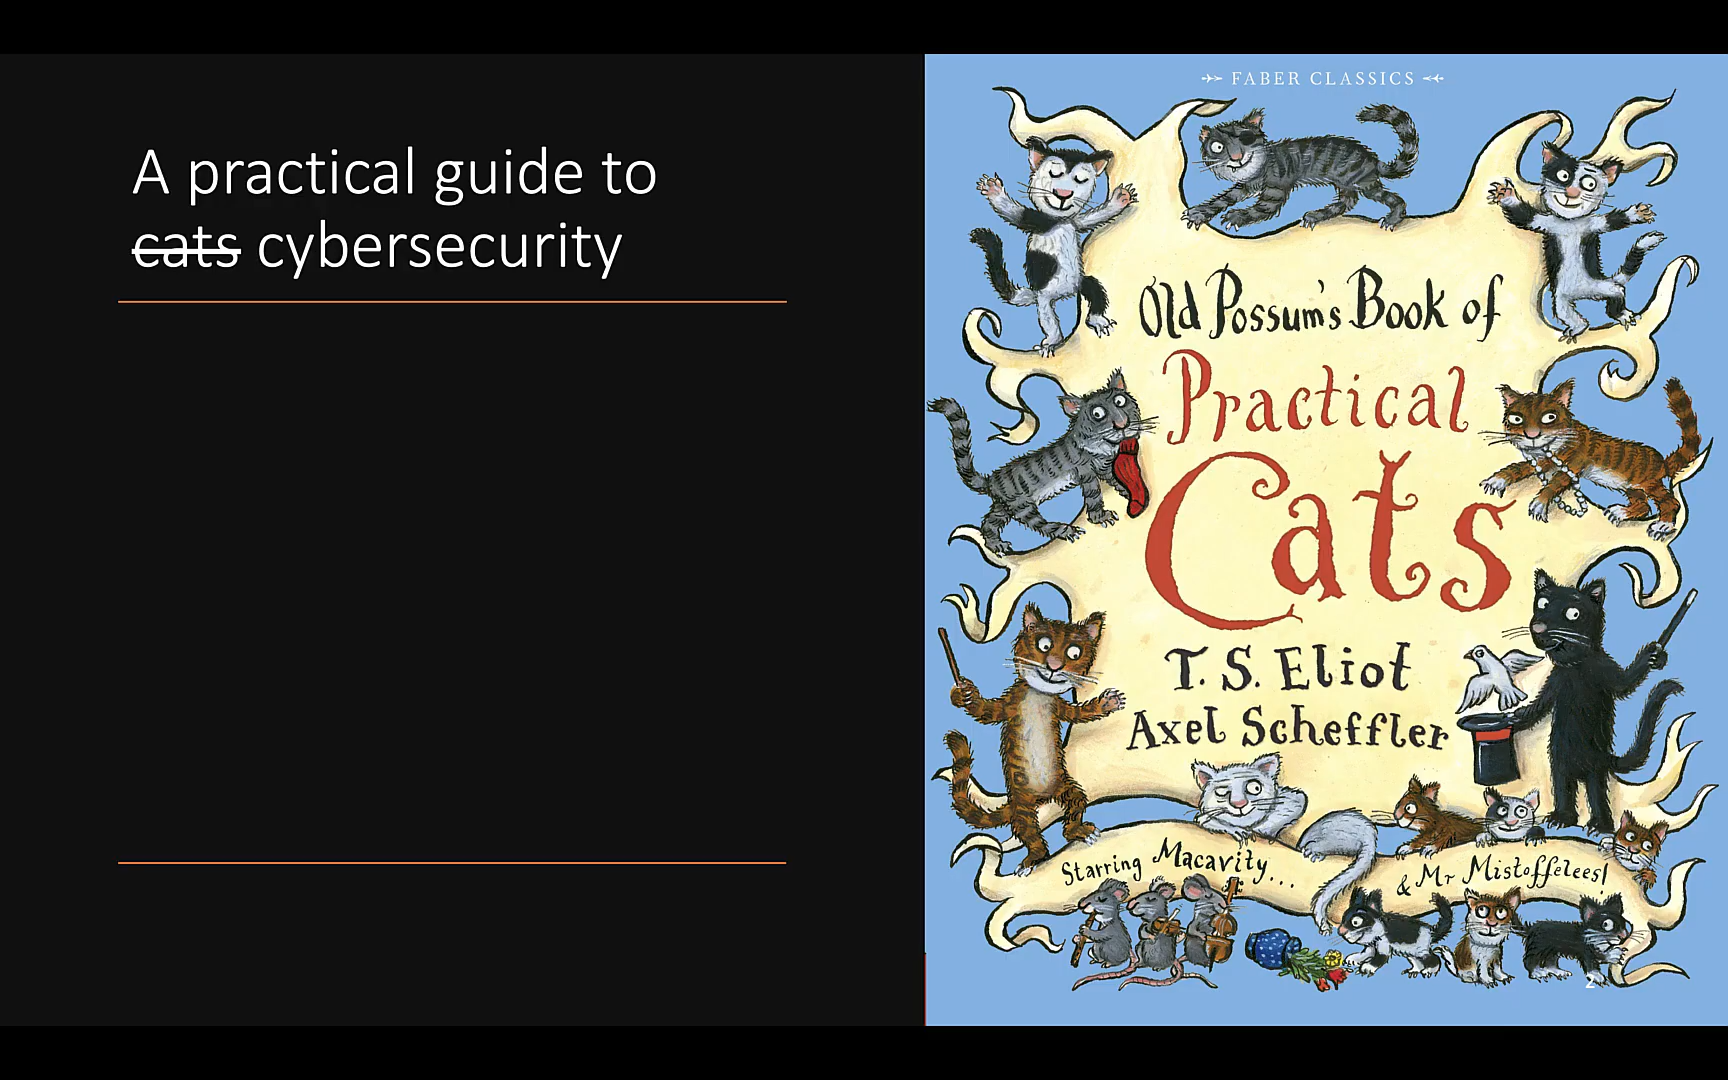 A practical guide to
cats cybersecurity
FABER CLASSICS
Old Possum's Book of
Practical
Cats
T. S. Eliot
Axel Scheffler
Starring Macavity...
& Mr Mistoffelees!
2